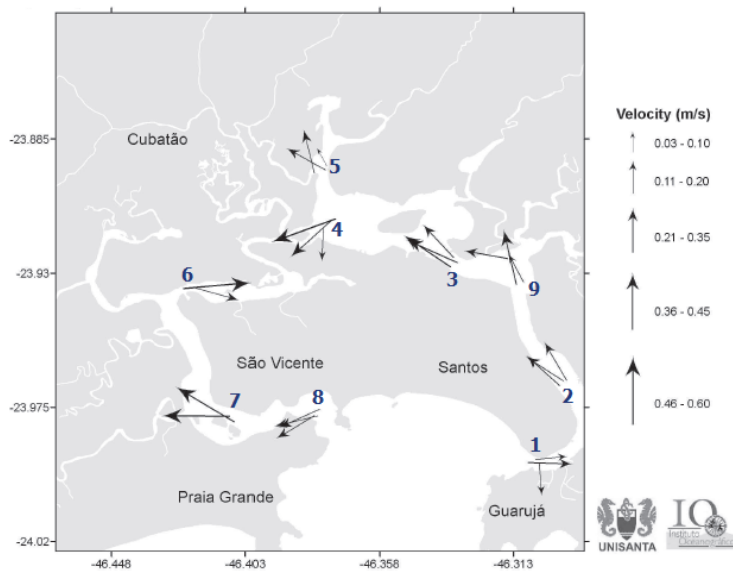 Cubatão
São Vicente
Santos
Praia Grande
Guarujá
1
2
3
4
5
6
7
8
9
-23.885
-23.93
-23.975
-24.02
-46.448
-46.403
-46.358
-46.313
Velocity (m/s)
0.03 - 0.10
0.11 - 0.20
0.21 - 0.35
0.36 - 0.45
0.46 - 0.60
UNISANTA
IO
Instituto
Oceanográfico